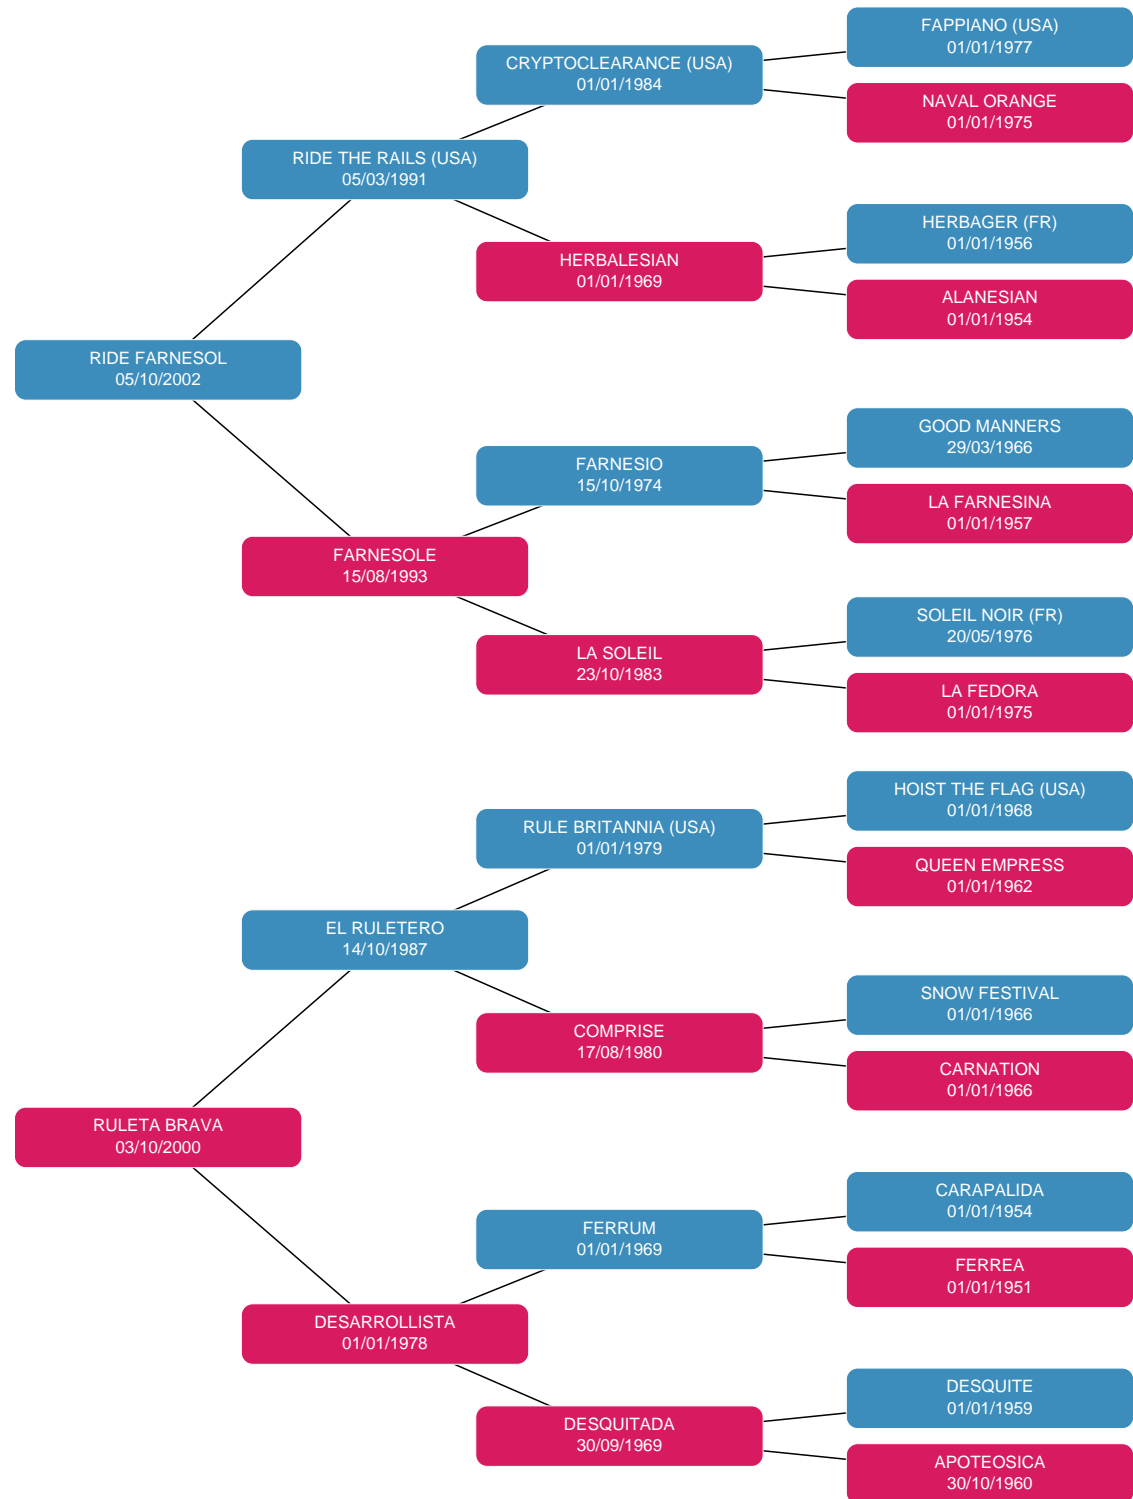 FAPPIANO (USA)
01/01/1977
CRYPTOCLEARANCE (USA)
01/01/1984
NAVAL ORANGE
01/01/1975
RIDE THE RAILS (USA)
05/03/1991
HERBAGER (FR)
01/01/1956
HERBALESIAN
01/01/1969
ALANESIAN
01/01/1954
RIDE FARNESOL
05/10/2002
GOOD MANNERS
29/03/1966
FARNESIO
15/10/1974
LA FARNESINA
01/01/1957
FARNESOLE
15/08/1993
SOLEIL NOIR (FR)
20/05/1976
LA SOLEIL
23/10/1983
LA FEDORA
01/01/1975
HOIST THE FLAG (USA)
01/01/1968
RULE BRITANNIA (USA)
01/01/1979
QUEEN EMPRESS
01/01/1962
EL RULETERO
14/10/1987
SNOW FESTIVAL
01/01/1966
COMPRISE
17/08/1980
CARNATION
01/01/1966
RULETA BRAVA
03/10/2000
CARAPALIDA
01/01/1954
FERRUM
01/01/1969
FERREA
01/01/1951
DESARROLLISTA
01/01/1978
DESQUITE
01/01/1959
DESQUITADA
30/09/1969
APOTEOSICA
30/10/1960